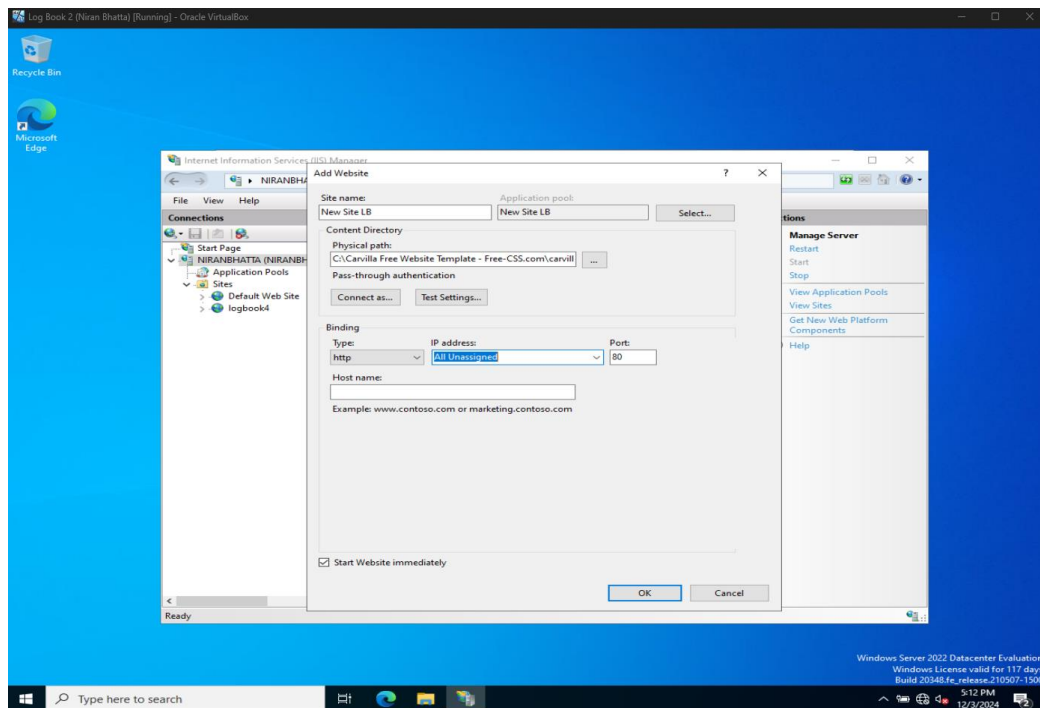 Log Book 2 (Niran Bhatta) [Running] - Oracle VirtualBox
Recycle Bin
Microsoft
Edge
Internet Information Services (IIS) Manager
NIRANBHA
File View Help
Connections
Start Page
NIRANBHATTA (NIRANBH
Application Pools
Sites
Default Web Site
logbook4
Add Website ?
Site name: Application pool:
New Site LB New Site LB Select...
Content Directory
Physical path:
C:\Carvilla Free Website Template - Free-CSS.com\carvill ...
Pass-through authentication
Connect as... Test Settings...
Binding
Type: IP address: Port:
http All Unassigned 80
Host name:
Example: www.contoso.com or marketing.contoso.com
Start Website immediately
OK Cancel
tions
Manage Server
Restart
Start
Stop
View Application Pools
View Sites
Get New Web Platform
Components
Help
Ready
Windows Server 2022 Datacenter Evaluation
Windows License valid for 117 day
Build 20348.fe_release.210507-150
Type here to search
5:12 PM
12/3/2024
2